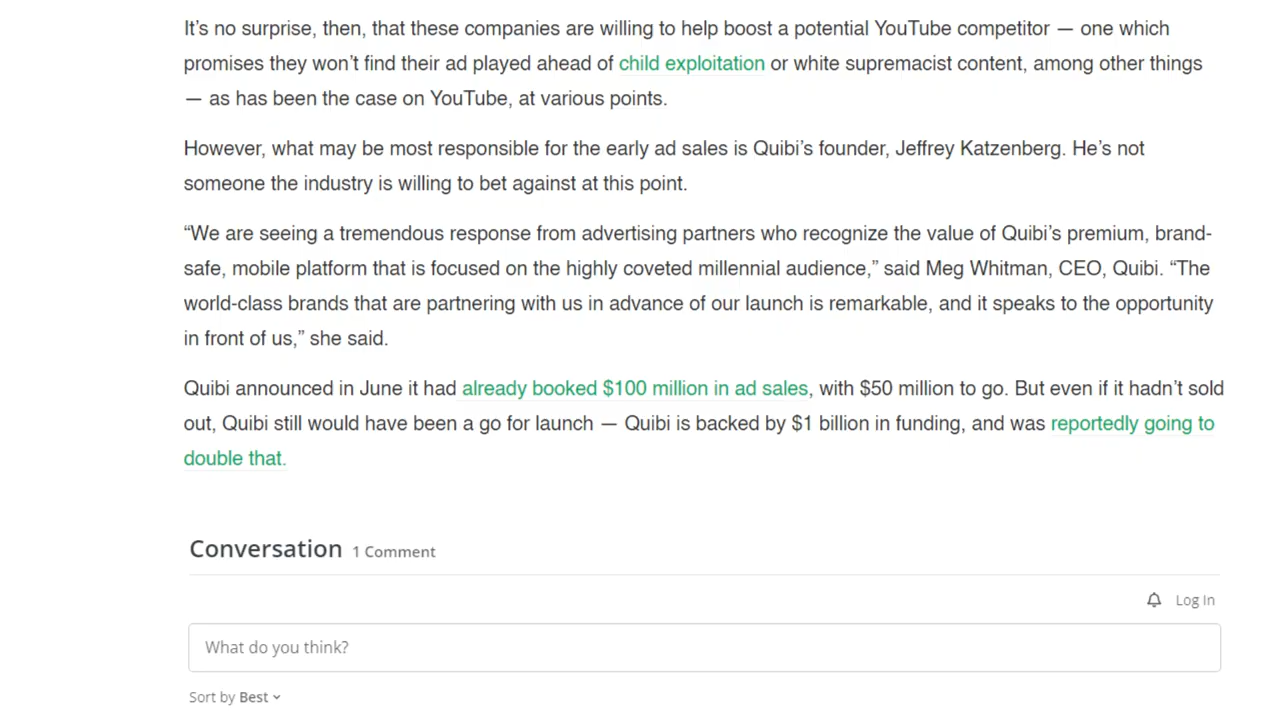 It’s no surprise, then, that these companies are willing to help boost a potential YouTube competitor — one which
promises they won’t find their ad played ahead of child exploitation or white supremacist content, among other things
— as has been the case on YouTube, at various points.
However, what may be most responsible for the early ad sales is Quibi’s founder, Jeffrey Katzenberg. He’s not
someone the industry is willing to bet against at this point.
“We are seeing a tremendous response from advertising partners who recognize the value of Quibi’s premium, brand-
safe, mobile platform that is focused on the highly coveted millennial audience,” said Meg Whitman, CEO, Quibi. “The
world-class brands that are partnering with us in advance of our launch is remarkable, and it speaks to the opportunity
in front of us,” she said.
Quibi announced in June it had already booked $100 million in ad sales, with $50 million to go. But even if it hadn’t sold
out, Quibi still would have been a go for launch — Quibi is backed by $1 billion in funding, and was reportedly going to
double that.
Conversation 1 Comment
Log In
What do you think?
Sort by Best